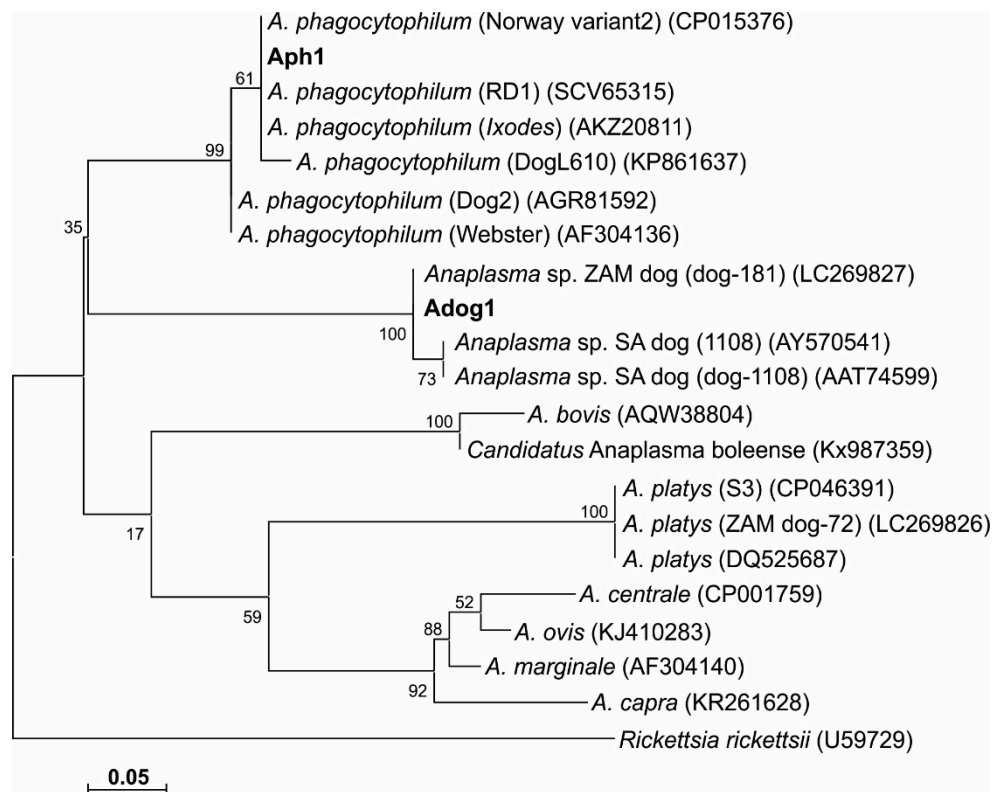 A. phagocytophilum (Norway variant2) (CP015376)
Aph1
61
A. phagocytophilum (RD1) (SCV65315)
A. phagocytophilum (Ixodes) (AKZ20811)
99
A. phagocytophilum (DogL610) (KP861637)
A. phagocytophilum (Dog2) (AGR81592)
35
A. phagocytophilum (Webster) (AF304136)
Anaplasma sp. ZAM dog (dog-181) (LC269827)
Adog1
100
Anaplasma sp. SA dog (1108) (AY570541)
73
Anaplasma sp. SA dog (dog-1108) (AAT74599)
A. bovis (AQW38804)
100
Candidatus Anaplasma boleense (Kx987359)
A. platys (S3) (CP046391)
100
A. platys (ZAM dog-72) (LC269826)
17
A. platys (DQ525687)
A. centrale (CP001759)
52
59
A. ovis (KJ410283)
88
A. marginale (AF304140)
92
A. capra (KR261628)
Rickettsia rickettsii (U59729)
0.05